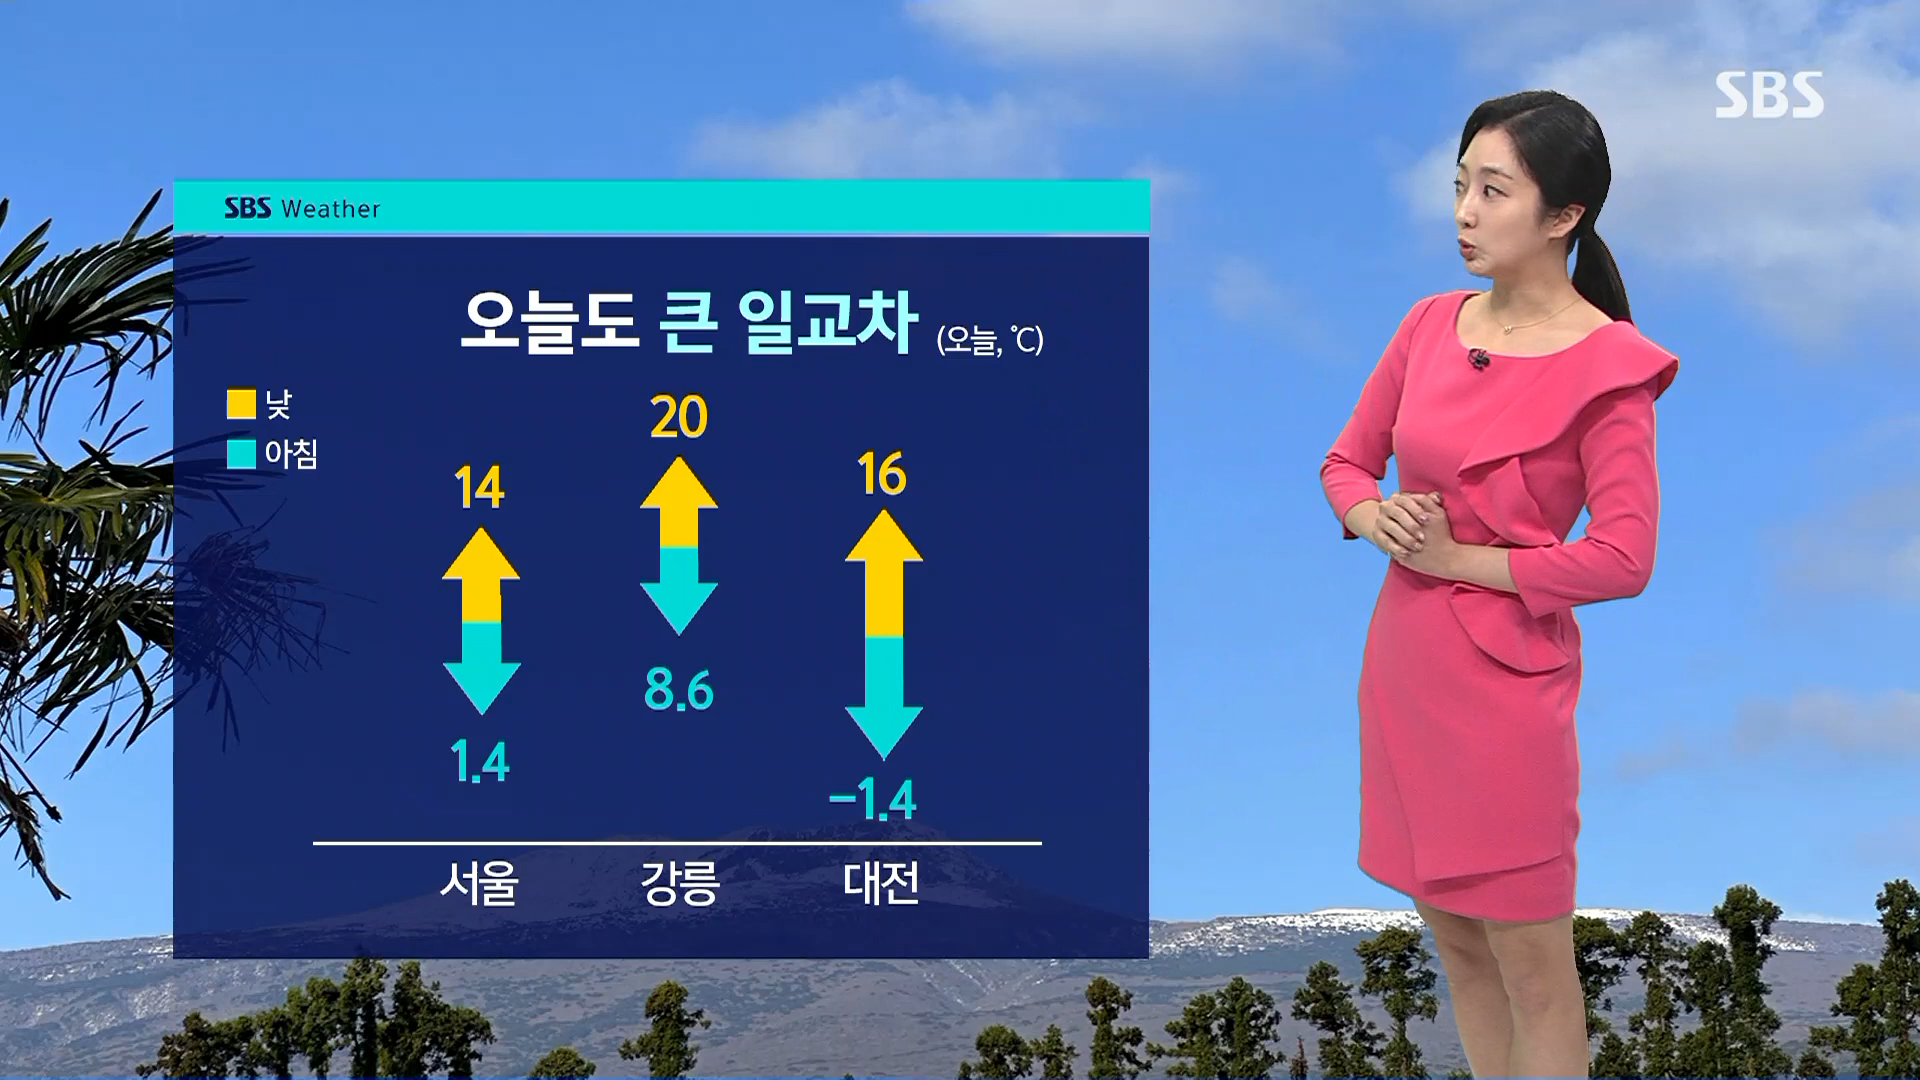 SBS
SBS Weather
오늘도 큰 일교차 (오늘, ℃)
낮
아침
14 20 16
1.4 8.6 -1.4
서울 강릉 대전